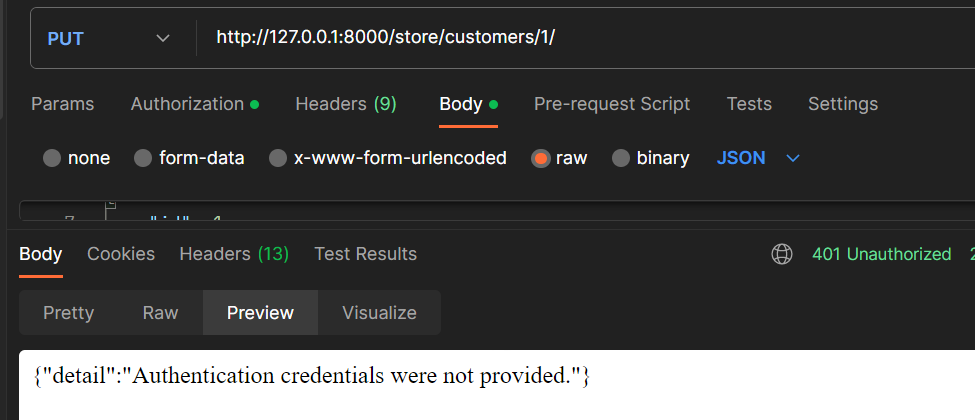 PUT http://127.0.0.1:8000/store/customers/1/
Params Authorization Headers (9) Body Pre-request Script Tests Settings
none form-data x-www-form-urlencoded raw binary JSON
Body Cookies Headers (13) Test Results 401 Unauthorized
Pretty Raw Preview Visualize
{"detail":"Authentication credentials were not provided."}